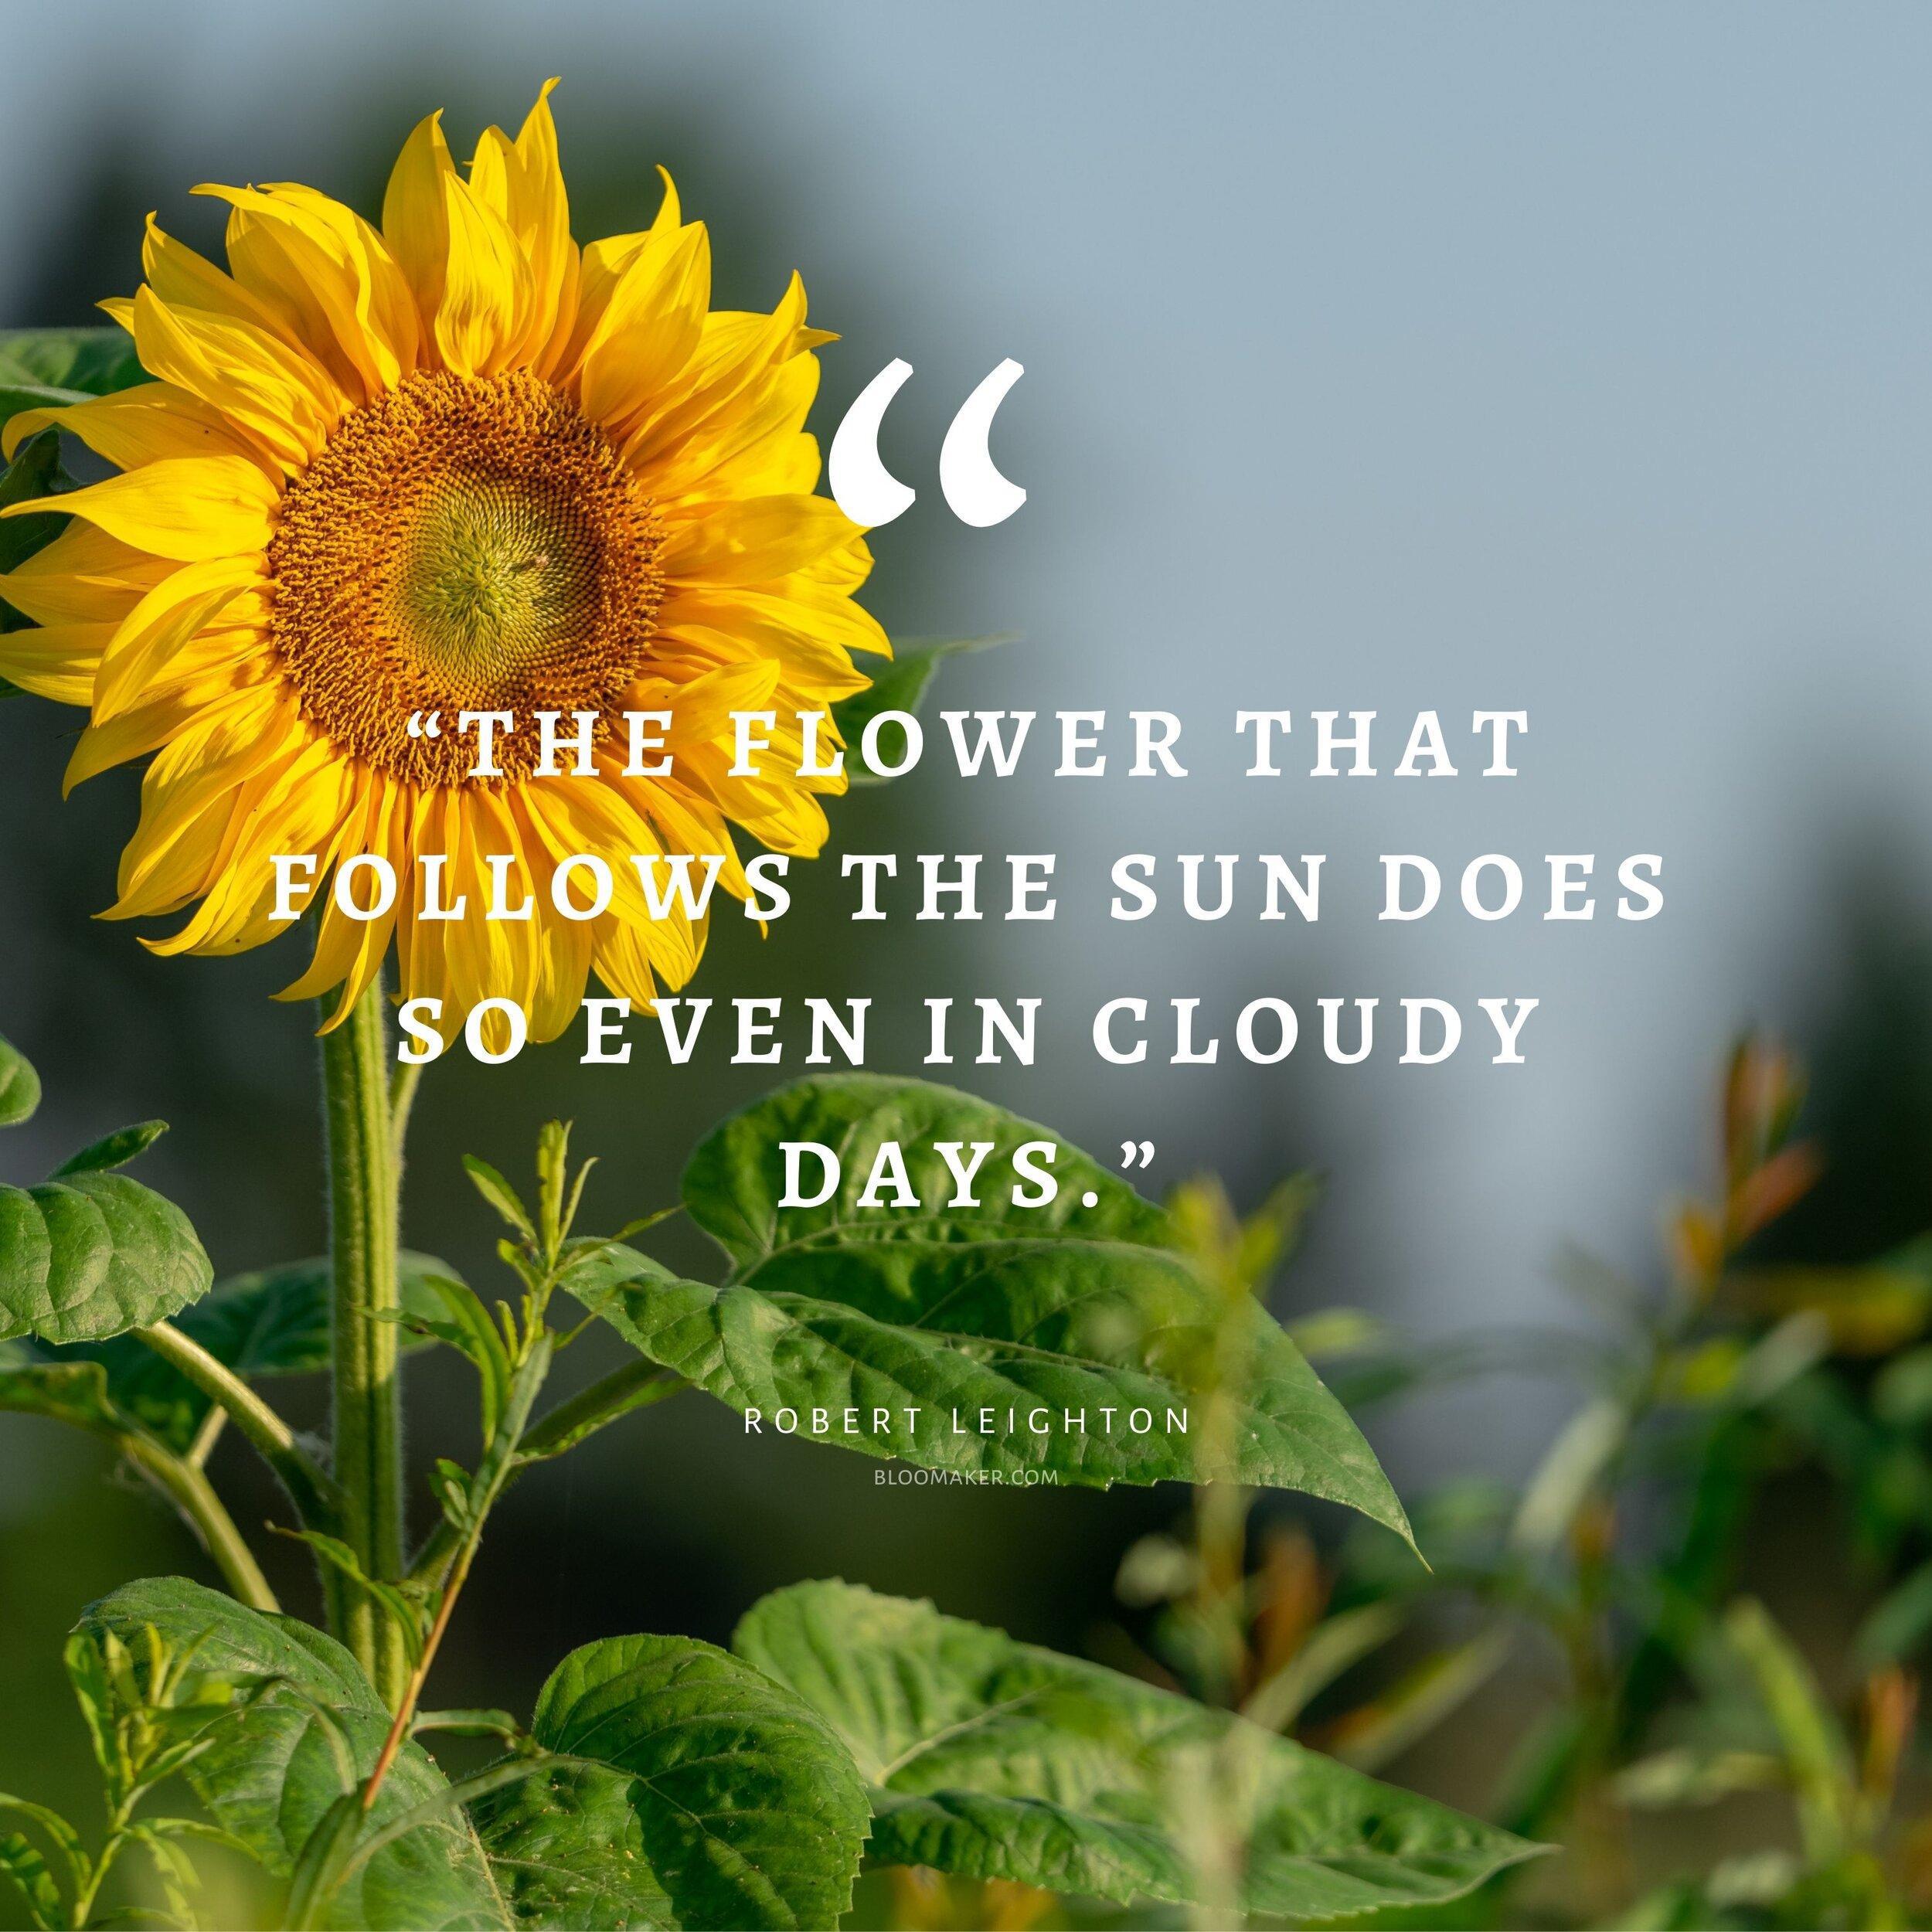 “
“THE FLOWER THAT
FOLLOWS THE SUN DOES
SO EVEN IN CLOUDY
DAYS.”
ROBERT LEIGHTON
BLOOMAKER.COM